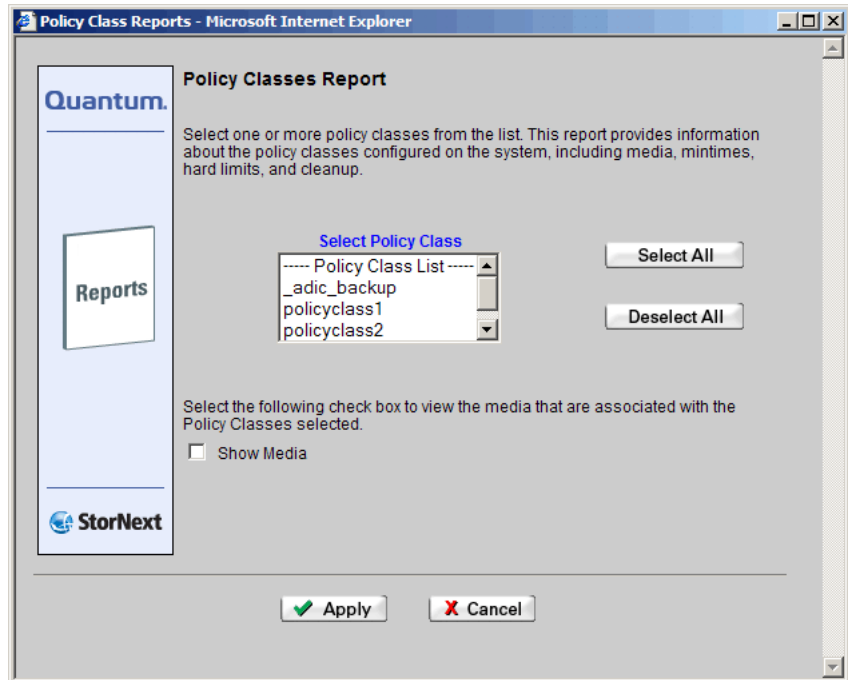 Policy Class Reports - Microsoft Internet Explorer
Quantum.
Policy Classes Report
Select one or more policy classes from the list. This report provides information
about the policy classes configured on the system, including media, mintimes,
hard limits, and cleanup.
Reports
Select Policy Class
----- Policy Class List -----
_adic_backup
policyclass1
policyclass2
Select All
Deselect All
Select the following check box to view the media that are associated with the
Policy Classes selected.
Show Media
StorNext
Apply
Cancel